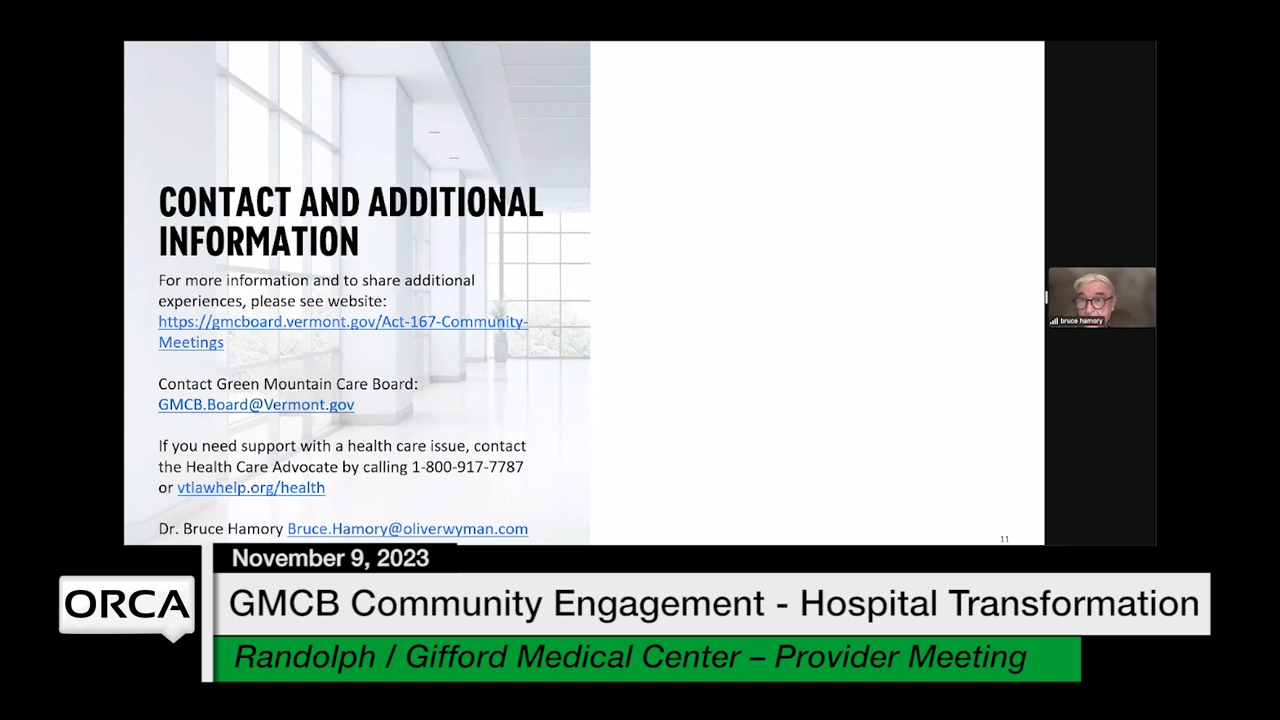 CONTACT AND ADDITIONAL
INFORMATION
For more information and to share additional
experiences, please see website:
https://gmcboard.vermont.gov/Act-167-Community-
Meetings
Contact Green Mountain Care Board:
GMCB.Board@Vermont.gov
If you need support with a health care issue, contact
the Health Care Advocate by calling 1-800-917-7787
or vtlawhelp.org/health
Dr. Bruce Hamory Bruce.Hamory@oliverwyman.com
11
bruce hamory
November 9, 2023
ORCA
GMCB Community Engagement - Hospital Transformation
Randolph / Gifford Medical Center – Provider Meeting